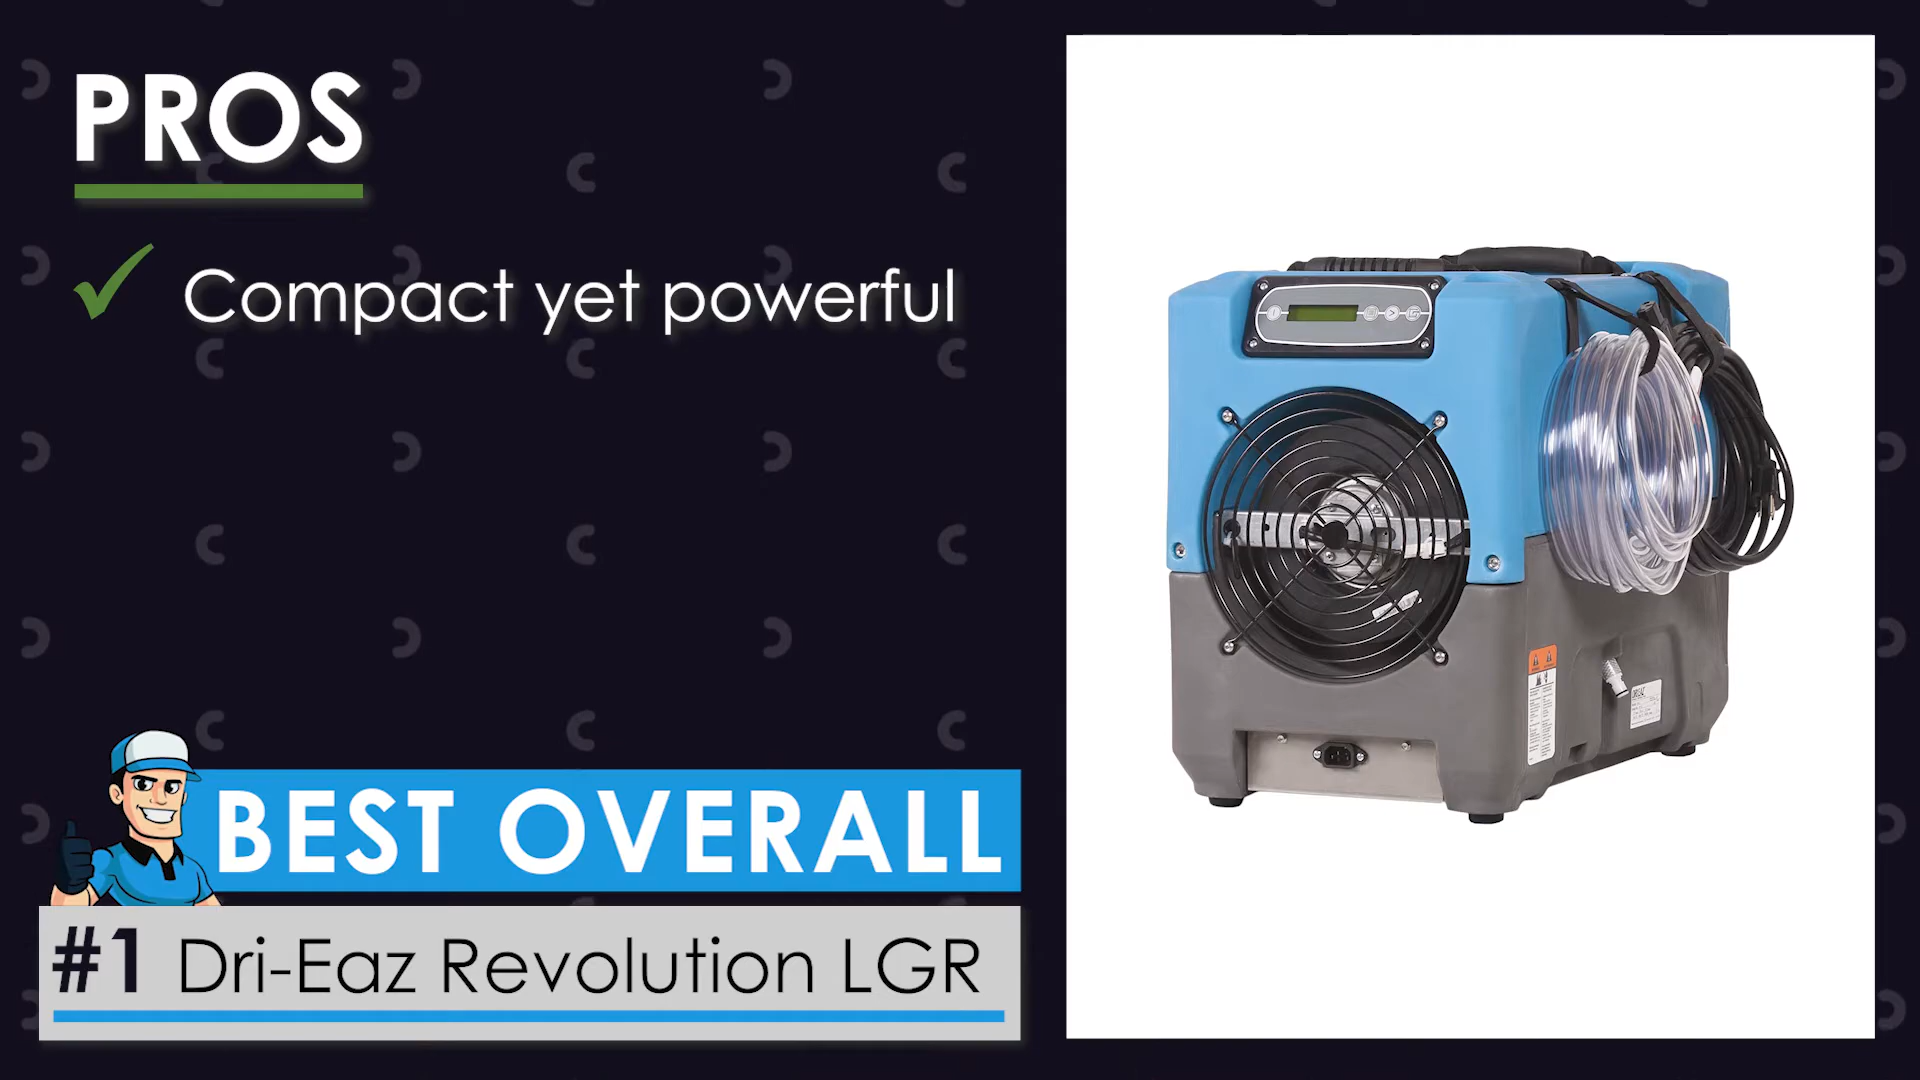 PROS
Compact yet powerful
BEST OVERALL
#1 Dri-Eaz Revolution LGR